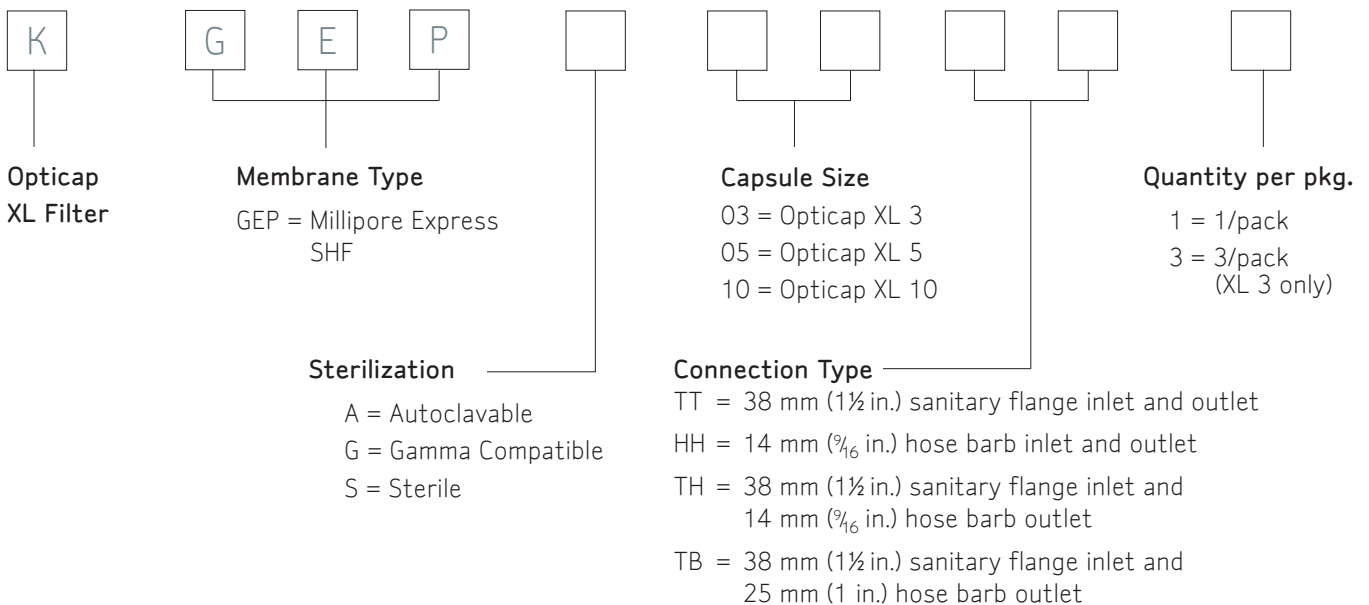 K G E P
Opticap
XL Filter
Membrane Type
GEP = Millipore Express
SHF
Capsule Size
03 = Opticap XL 3
05 = Opticap XL 5
10 = Opticap XL 10
Quantity per pkg.
1 = 1/pack
3 = 3/pack
(XL 3 only)
Sterilization
A = Autoclavable
G = Gamma Compatible
S = Sterile
Connection Type
TT = 38 mm (1½ in.) sanitary flange inlet and outlet
HH = 14 mm (9⁄16 in.) hose barb inlet and outlet
TH = 38 mm (1½ in.) sanitary flange inlet and
14 mm (9⁄16 in.) hose barb outlet
TB = 38 mm (1½ in.) sanitary flange inlet and
25 mm (1 in.) hose barb outlet